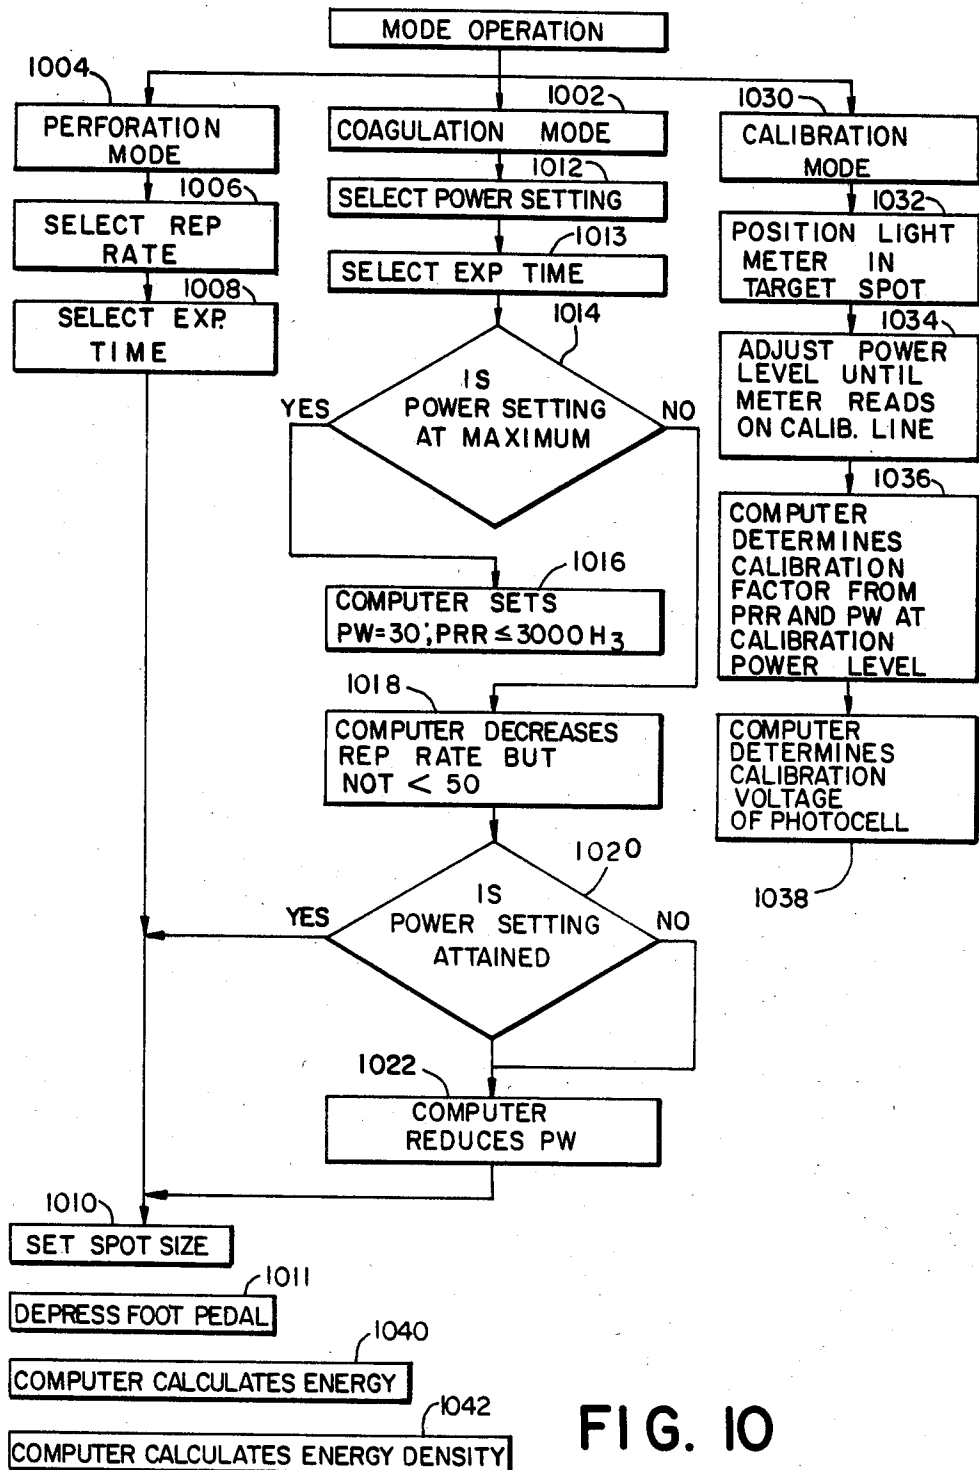 MODE OPERATION
1004
PERFORATION
MODE
1006
SELECT REP
RATE
1008
SELECT EXP.
TIME
1002
COAGULATION MODE
1012
SELECT POWER SETTING
1013
SELECT EXP TIME
1014
IS
POWER SETTING
AT MAXIMUM
YES
NO
1016
COMPUTER SETS
PW=30', PRR ≤ 3000 H3
1018
COMPUTER DECREASES
REP RATE BUT
NOT < 50
1020
IS
POWER SETTING
ATTAINED
YES
NO
1022
COMPUTER
REDUCES PW
1030
CALIBRATION
MODE
1032
POSITION LIGHT
METER IN
TARGET SPOT
1034
ADJUST POWER
LEVEL UNTIL
METER READS
ON CALIB. LINE
1036
COMPUTER
DETERMINES
CALIBRATION
FACTOR FROM
PRR AND PW AT
CALIBRATION
POWER LEVEL
COMPUTER
DETERMINES
CALIBRATION
VOLTAGE
OF PHOTOCELL
1038
1010
SET SPOT SIZE
1011
DEPRESS FOOT PEDAL
1040
COMPUTER CALCULATES ENERGY
1042
COMPUTER CALCULATES ENERGY DENSITY
FIG. 10